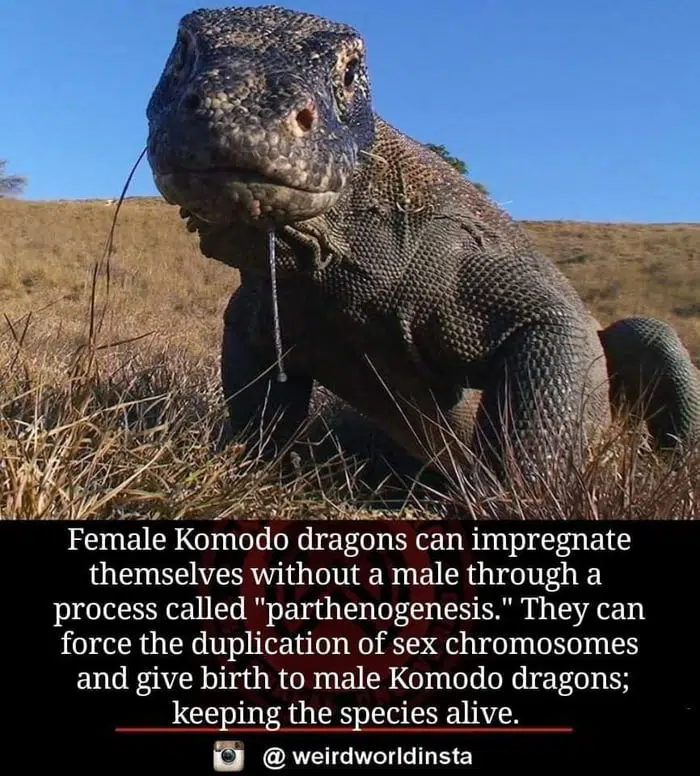 Female Komodo dragons can impregnate
themselves without a male through a
process called "parthenogenesis." They can
force the duplication of sex chromosomes
and give birth to male Komodo dragons;
keeping the species alive.
@ weirdworldinsta